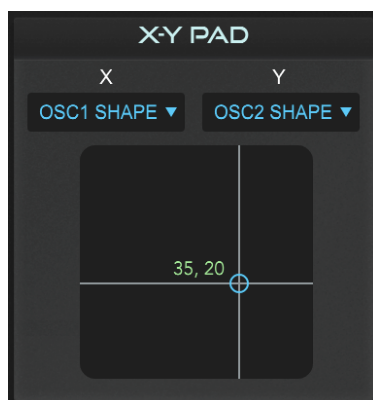 X-Y PAD
X Y
OSC1 SHAPE ▼ OSC2 SHAPE ▼
35, 20